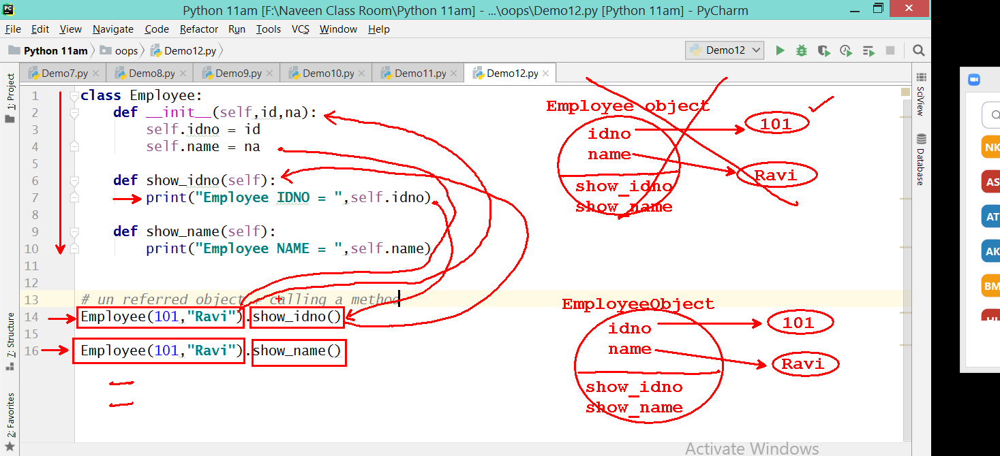 Python 11am [F:\Naveen Class Room\Python 11am] - ...\oops\Demo12.py [Python 11am] - PyCharm
File Edit View Navigate Code Refactor Run Tools VCS Window Help
Python 11am oops Demo12.py Demo12
Demo7.py Demo8.py Demo9.py Demo10.py Demo11.py Demo12.py
1: Project
7: Structure
2: Favorites
1 class Employee:
2 def __init__(self,id,na):
3 self.idno = id
4 self.name = na
5
6 def show_idno(self):
7 print("Employee IDNO = ",self.idno)
8
9 def show_name(self):
10 print("Employee NAME = ",self.name)
11
12
13 # un referred object + calling a method
14 Employee(101,"Ravi").show_idno()
15
16 Employee(101,"Ravi").show_name()
Employee object
idno 101
name Ravi
show_idno
show_name
EmployeeObject
idno 101
name Ravi
show_idno
show_name
SciView
Database
NK
AS
AT
AK
BM
Activate Windows